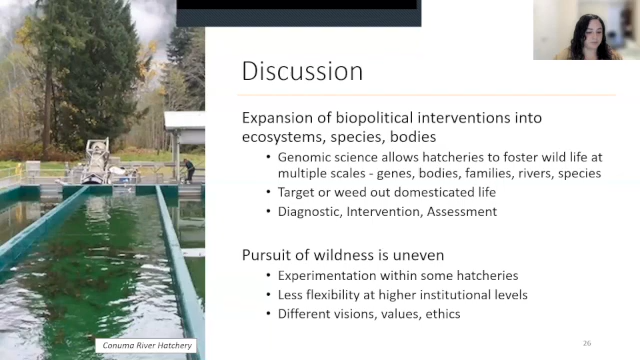 Discussion
Expansion of biopolitical interventions into
ecosystems, species, bodies
• Genomic science allows hatcheries to foster wild life at
multiple scales - genes, bodies, families, rivers, species
• Target or weed out domesticated life
• Diagnostic, Intervention, Assessment
Pursuit of wildness is uneven
• Experimentation within some hatcheries
• Less flexibility at higher institutional levels
• Different visions, values, ethics
Conuma River Hatchery
26